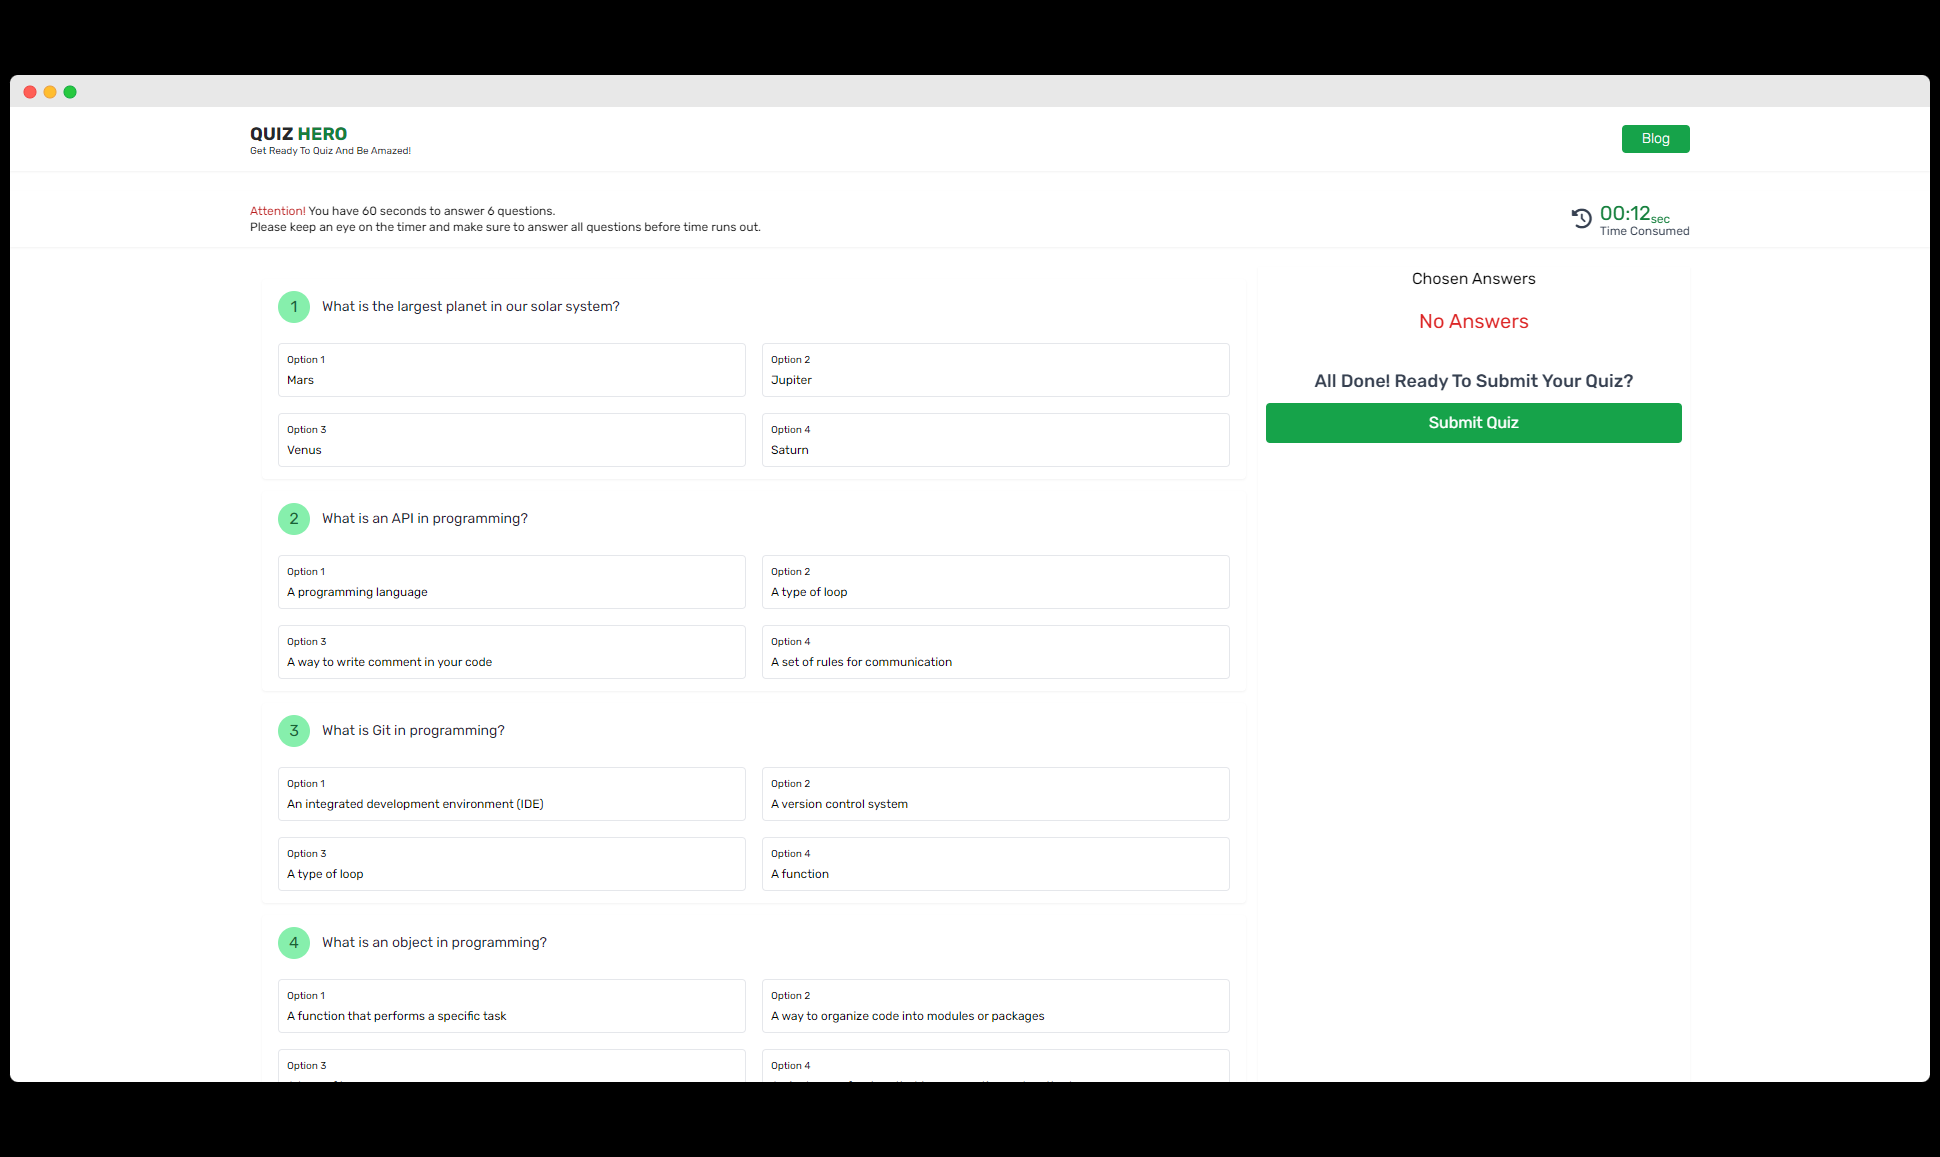 QUIZ HERO
Get Ready To Quiz And Be Amazed!
Blog
Attention! You have 60 seconds to answer 6 questions.
Please keep an eye on the timer and make sure to answer all questions before time runs out.
00:12sec
Time Consumed
1 What is the largest planet in our solar system?
Option 1
Mars
Option 2
Jupiter
Option 3
Venus
Option 4
Saturn
2 What is an API in programming?
Option 1
A programming language
Option 2
A type of loop
Option 3
A way to write comment in your code
Option 4
A set of rules for communication
3 What is Git in programming?
Option 1
An integrated development environment (IDE)
Option 2
A version control system
Option 3
A type of loop
Option 4
A function
4 What is an object in programming?
Option 1
A function that performs a specific task
Option 2
A way to organize code into modules or packages
Option 3
Option 4
Chosen Answers
No Answers
All Done! Ready To Submit Your Quiz?
Submit Quiz